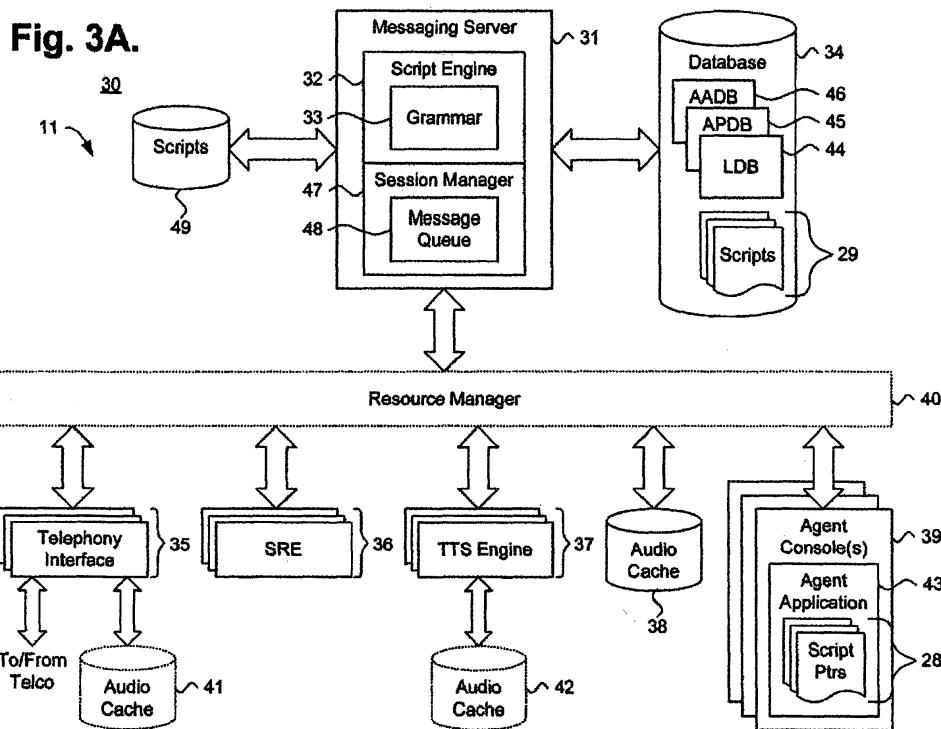 Fig. 3A.
30
11
Messaging Server
31
32
Script Engine
33
Grammar
47
Session Manager
48
Message
Queue
Scripts
49
34
Database
AADB
46
APDB
45
LDB
44
Scripts
29
Resource Manager
40
Telephony
Interface
35
SRE
36
TTS Engine
37
Audio
Cache
38
Agent
Console(s)
39
Agent
Application
43
Script
Ptrs
28
To/From
Telco
Audio
Cache
41
Audio
Cache
42